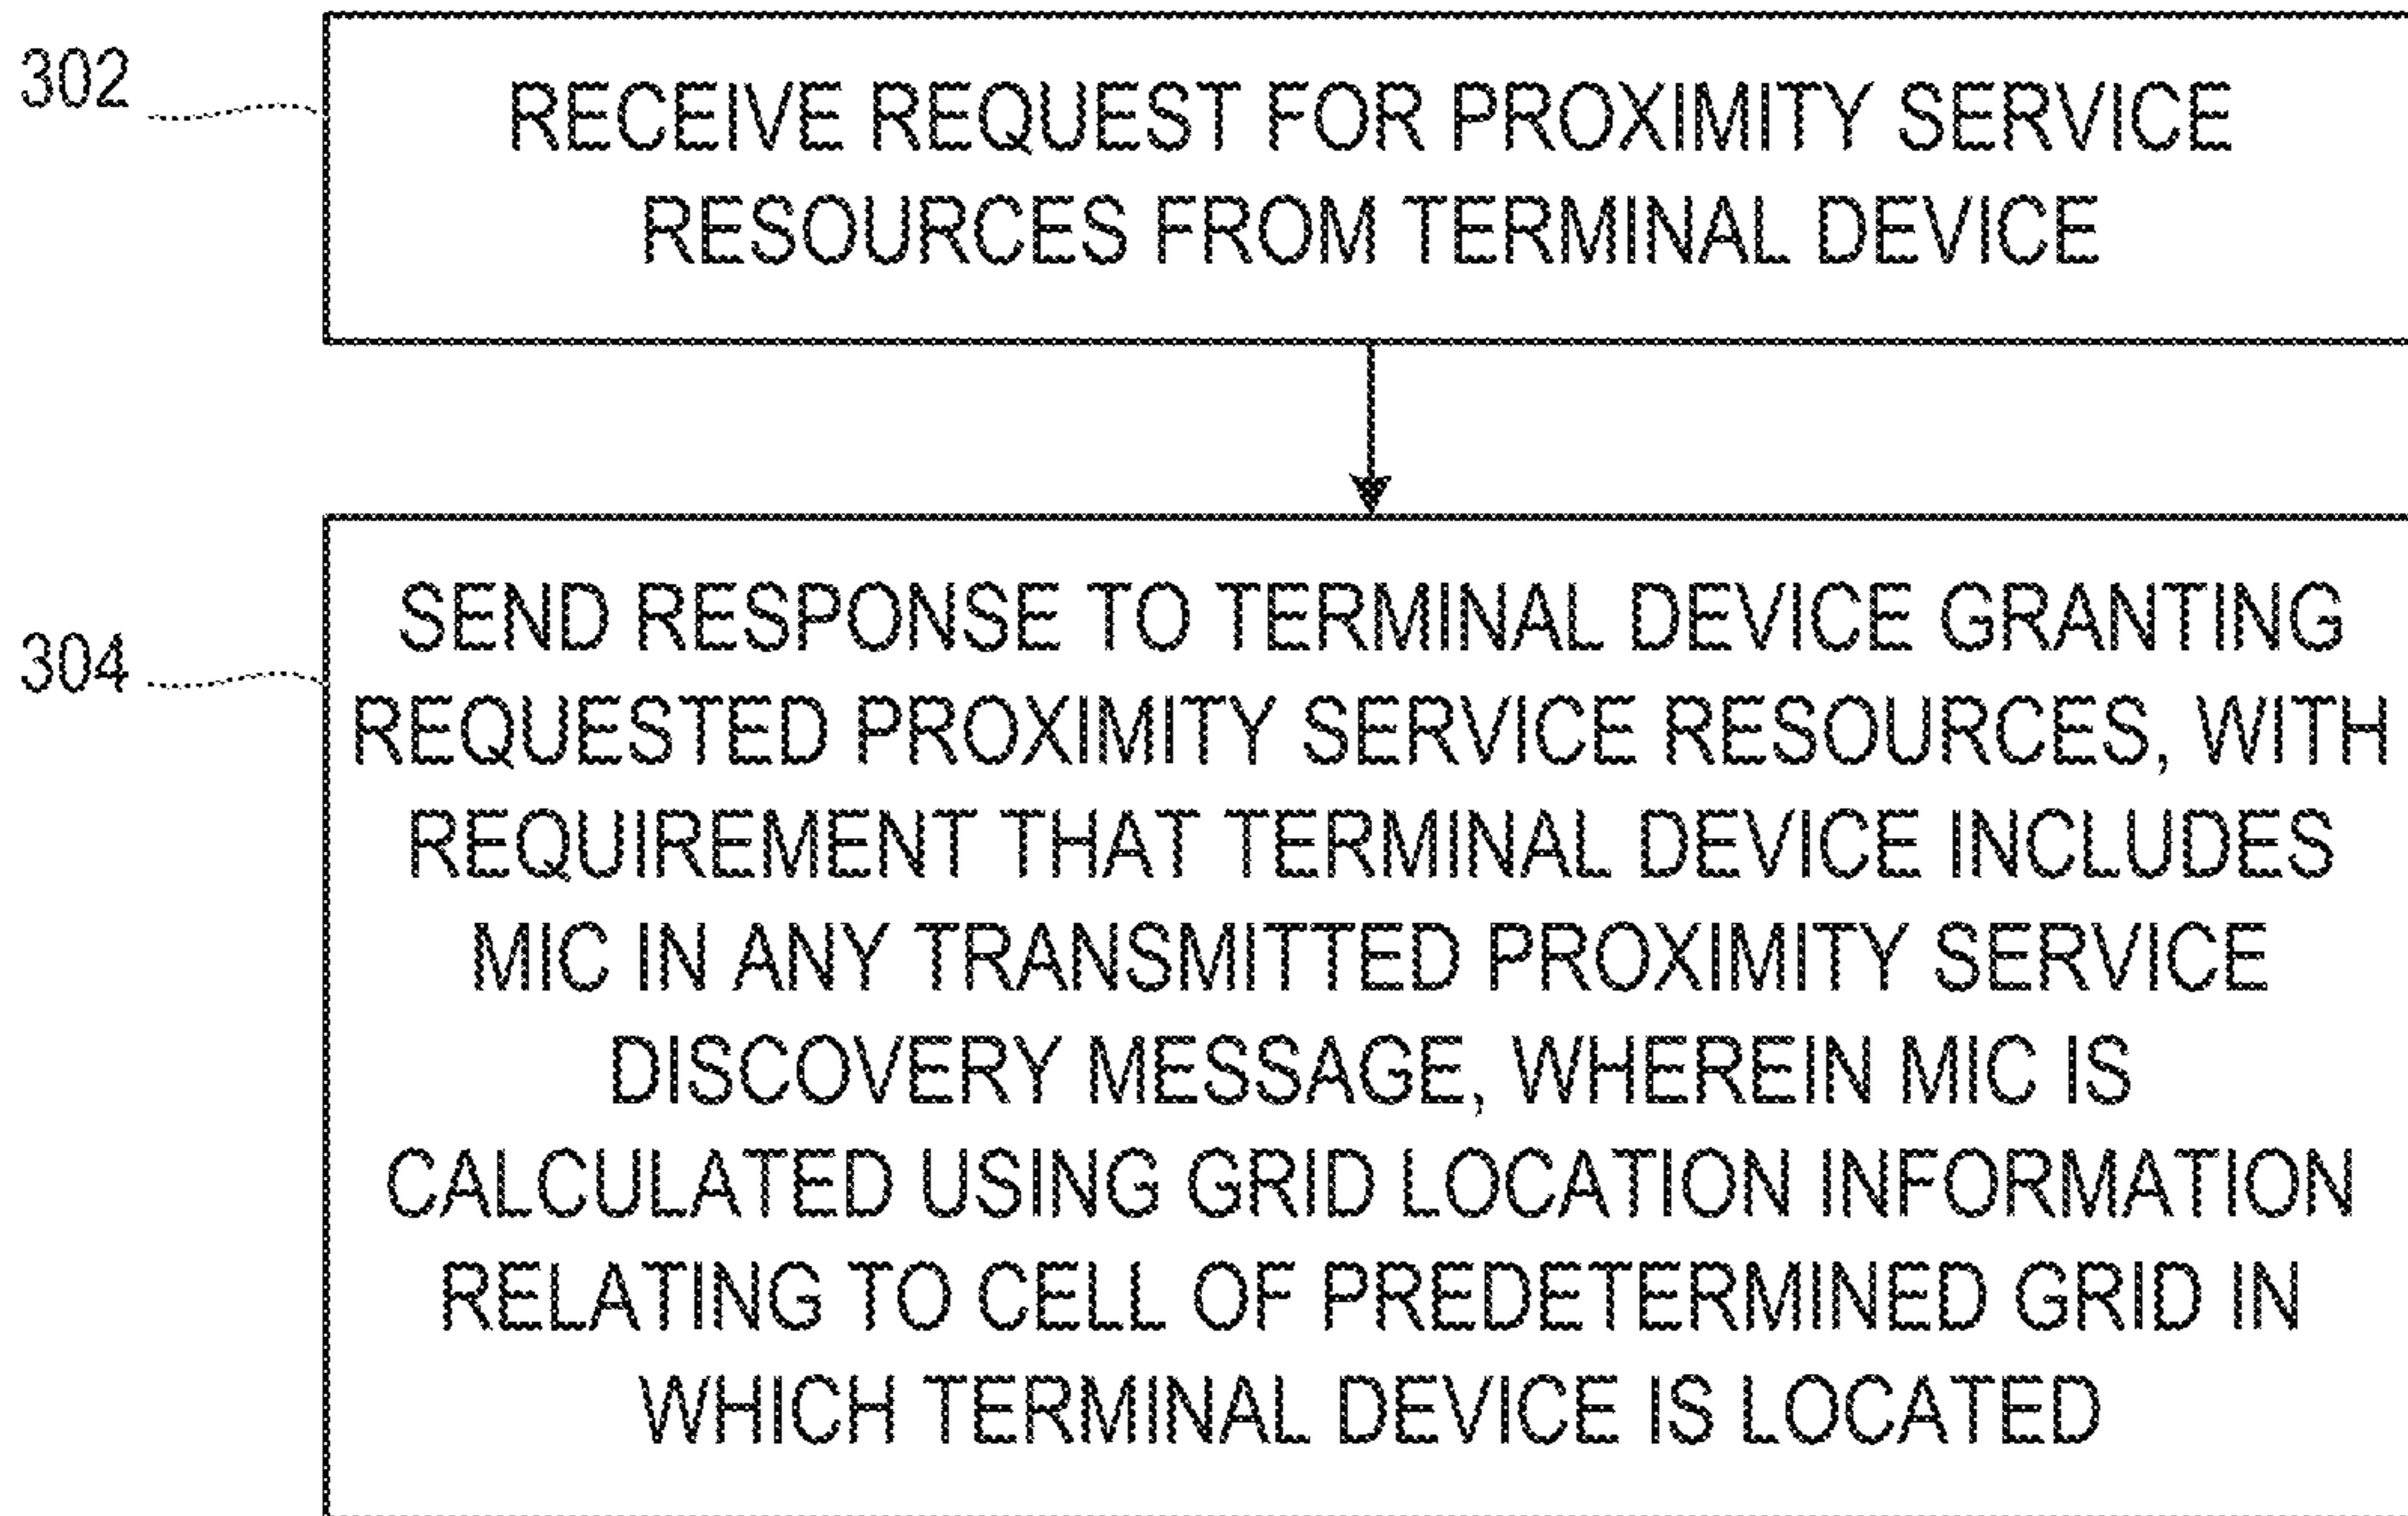 302
RECEIVE REQUEST FOR PROXIMITY SERVICE
RESOURCES FROM TERMINAL DEVICE
304
SEND RESPONSE TO TERMINAL DEVICE GRANTING
REQUESTED PROXIMITY SERVICE RESOURCES, WITH
REQUIREMENT THAT TERMINAL DEVICE INCLUDES
MIC IN ANY TRANSMITTED PROXIMITY SERVICE
DISCOVERY MESSAGE, WHEREIN MIC IS
CALCULATED USING GRID LOCATION INFORMATION
RELATING TO CELL OF PREDETERMINED GRID IN
WHICH TERMINAL DEVICE IS LOCATED